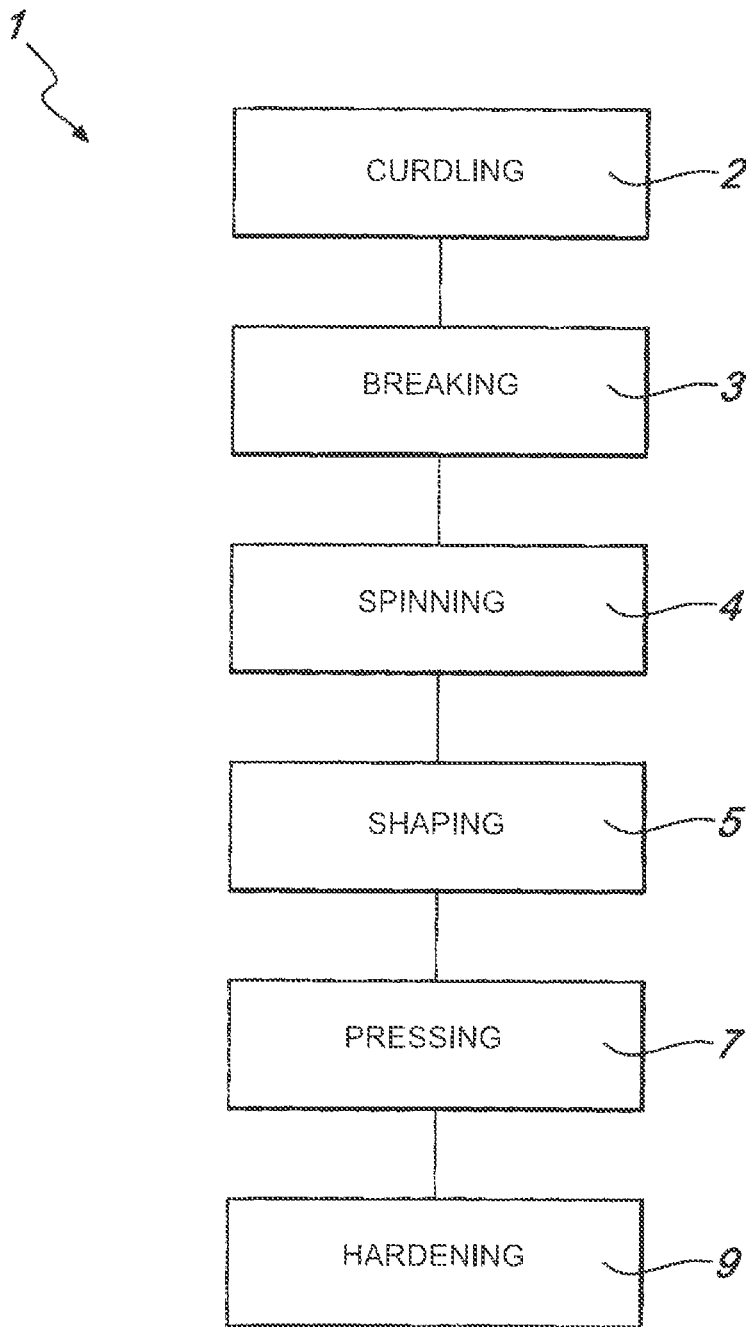 1
CURDLING 2
BREAKING 3
SPINNING 4
SHAPING 5
PRESSING 7
HARDENING 9